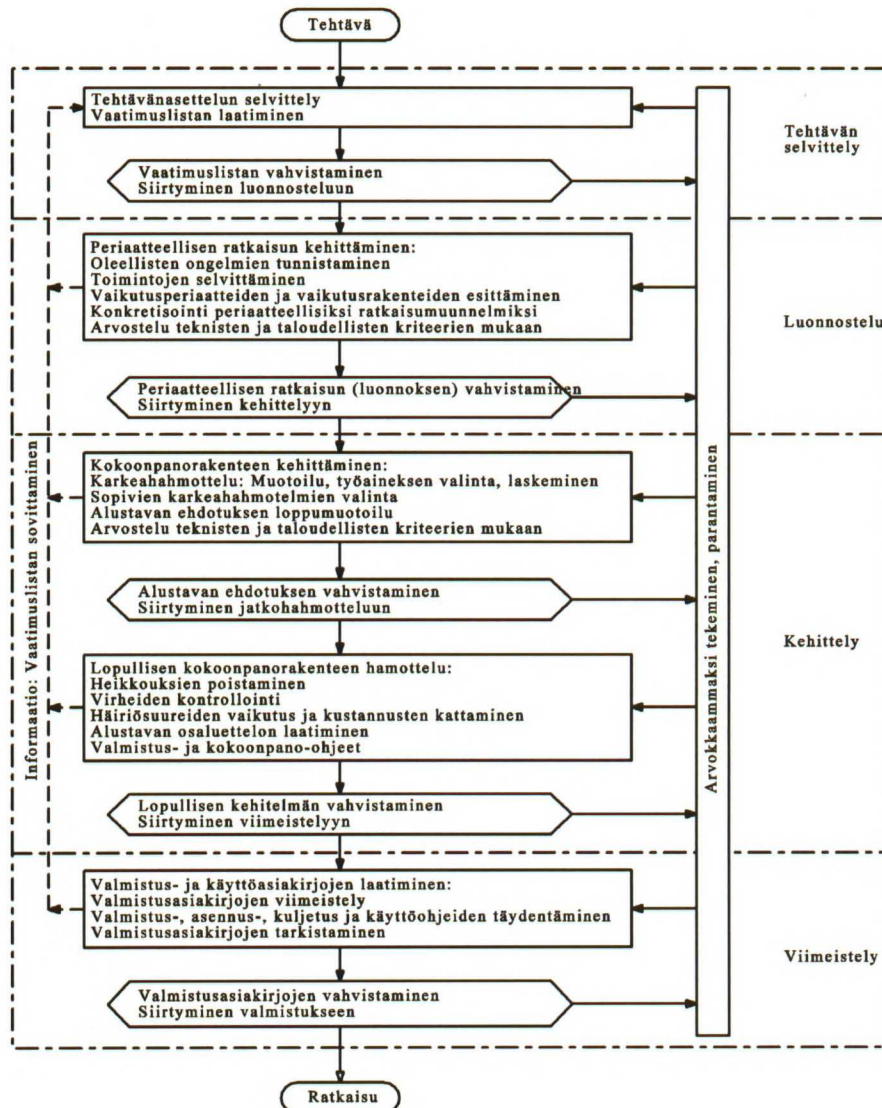 Tehtävä
Tehtävänasettelun selvittely
Vaatimuslistan laatiminen
Tehtävän
selvittely
Vaatimuslistan vahvistaminen
Siirtyminen luonnosteluun
Periaatteellisen ratkaisun kehittäminen:
Oleellisten ongelmien tunnistaminen
Toimintojen selvittäminen
Vaikutusperiaatteiden ja vaikutusrakenteiden esittäminen
Konkretisointi periaatteellisiksi ratkaisumuunnelmiksi
Arvostelu teknisten ja taloudellisten kriteerien mukaan
Luonnostelu
Periaatteellisen ratkaisun (luonnoksen) vahvistaminen
Siirtyminen kehittelyyn
Kokoonpanorakenteen kehittäminen:
Karkeahahmottelu: Muotoilu, työaineksen valinta, laskeminen
Sopivien karkeahahmotelmien valinta
Alustavan ehdotuksen loppumuotoilu
Arvostelu teknisten ja taloudellisten kriteerien mukaan
Alustavan ehdotuksen vahvistaminen
Siirtyminen jatkohahmotteluun
Kehittely
Lopullisen kokoonpanorakenteen hamottelu:
Heikkouksien poistaminen
Virheiden kontrollointi
Häiriösuureiden vaikutus ja kustannusten kattaminen
Alustavan osaluettelon laatiminen
Valmistus- ja kokoonpano-ohjeet
Lopullisen kehitelmän vahvistaminen
Siirtyminen viimeistelyyn
Valmistus- ja käyttöasiakirjojen laatiminen:
Valmistusasiakirjojen viimeistely
Valmistus-, asennus-, kuljetus ja käyttöohjeiden täydentäminen
Valmistusasiakirjojen tarkistaminen
Viimeistely
Valmistusasiakirjojen vahvistaminen
Siirtyminen valmistukseen
Ratkaisu
Informaatio: Vaatimuslistan sovittaminen
Arvokkaammaksi tekeminen, parantaminen